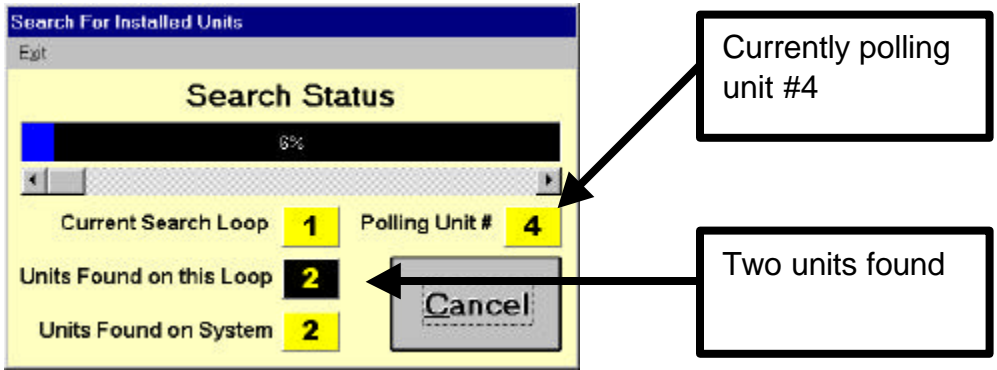 Search For Installed Units
Exit
Search Status
6%
Current Search Loop 1 Polling Unit # 4
Units Found on this Loop 2
Units Found on System 2
Cancel
Currently polling
unit #4
Two units found